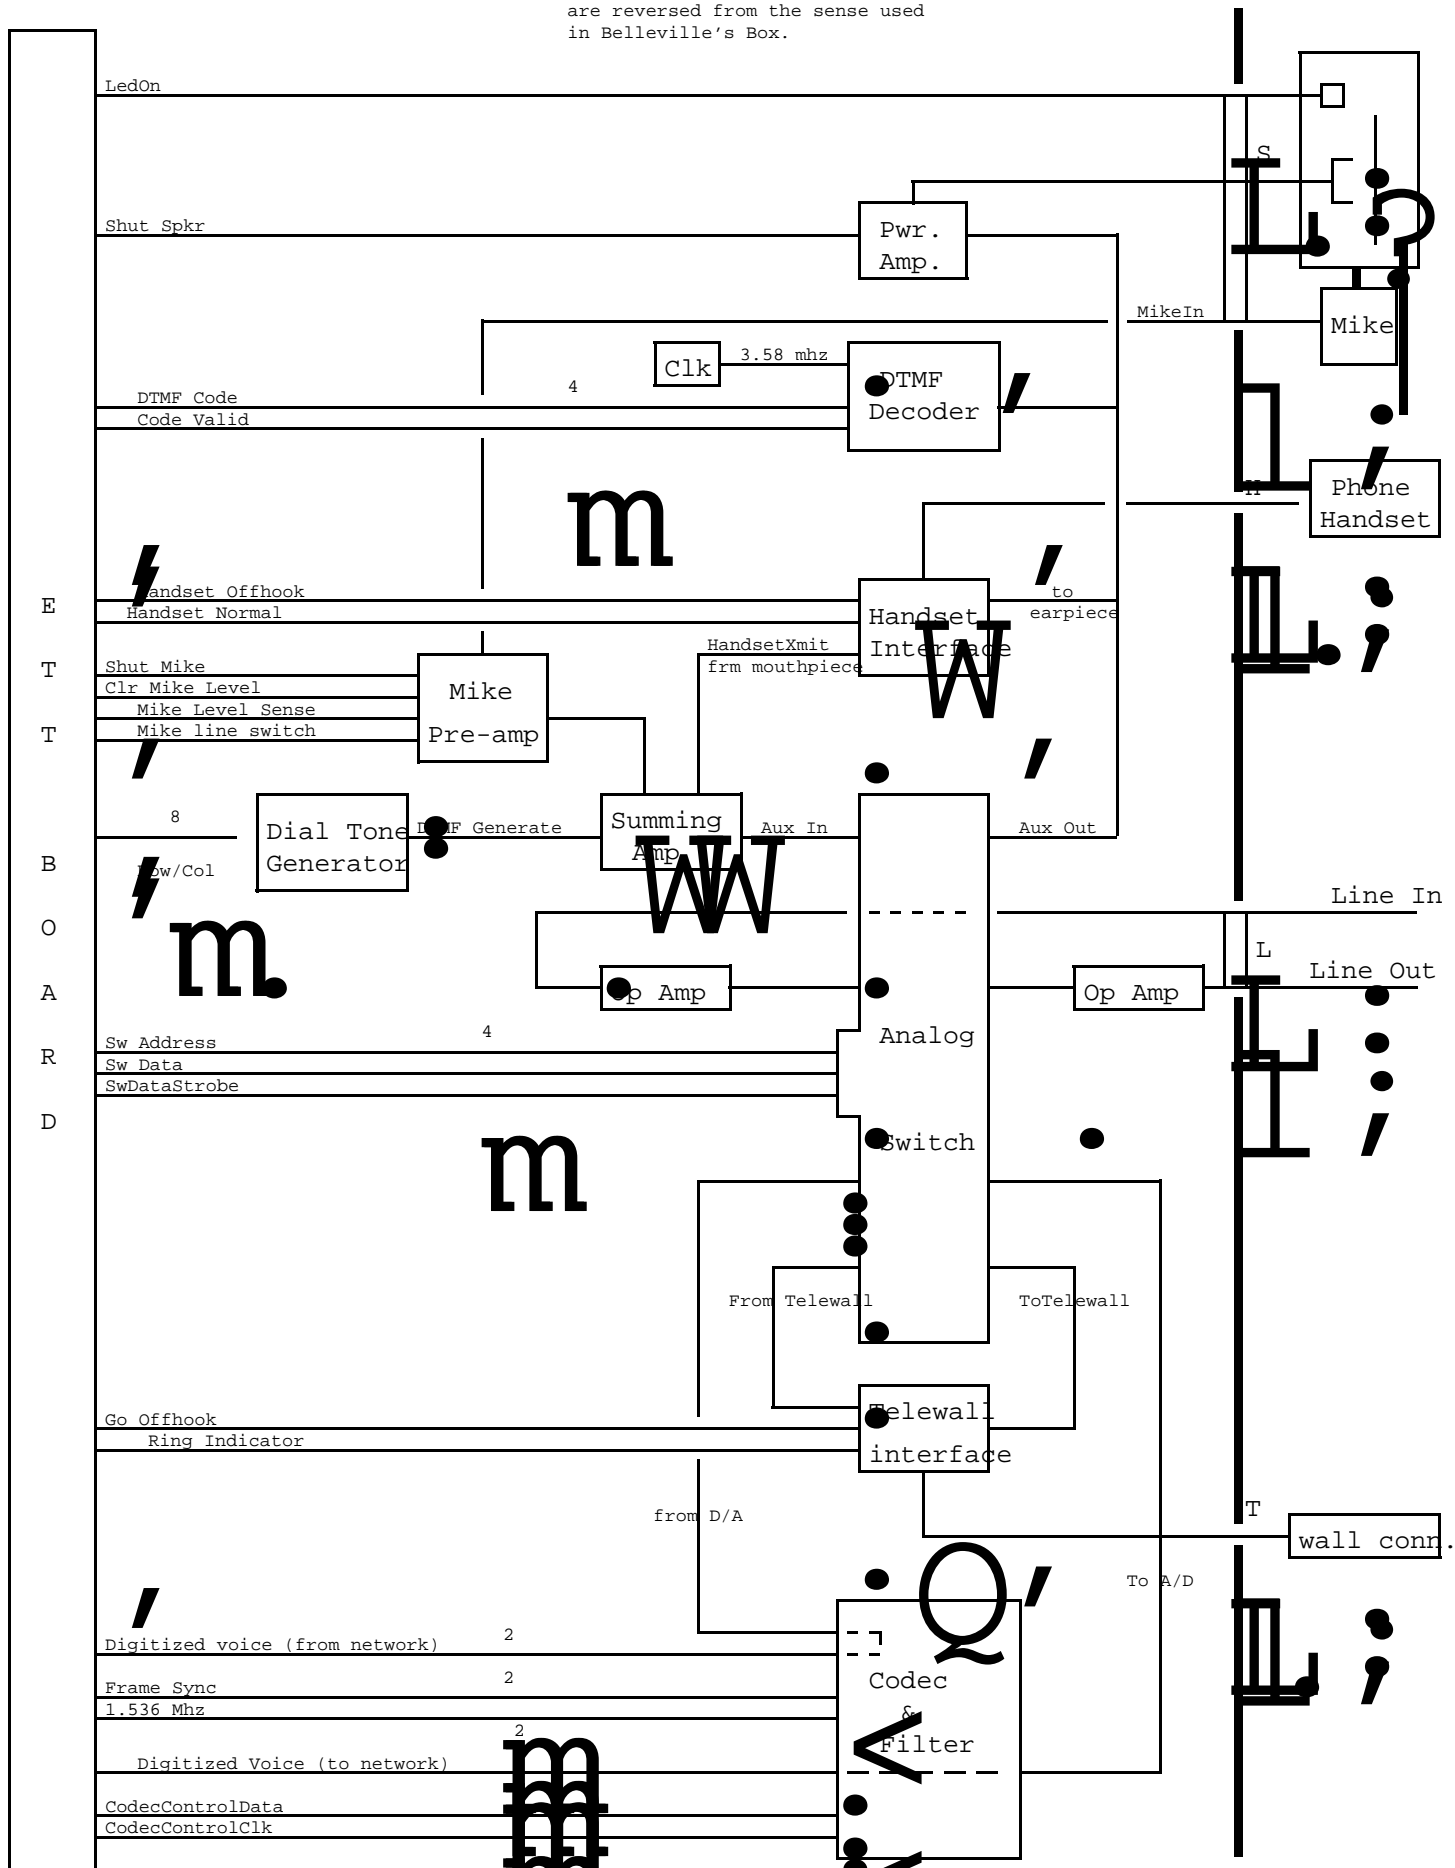 are reversed from the sense used
in Belleville's Box.
LedOn
S
Shut Spkr
Pwr.
Amp.
MikeIn
Mike
Clk
3.58 mhz
DTMF
Decoder
4
DTMF Code
Code Valid
H
Phone
Handset
Handset Offhook
Handset Normal
Handset
Interface
to
earpiece
HandsetXmit
frm mouthpiece
Shut Mike
Clr Mike Level
Mike Level Sense
Mike line switch
Mike
Pre-amp
8
Row/Col
Dial Tone
Generator
DTMF Generate
Summing
Amp
Aux In
Aux Out
Line In
L
Line Out
Op Amp
Op Amp
Analog
Switch
4
Sw Address
Sw Data
SwDataStrobe
E
T
T
B
O
A
R
D
From Telewall
ToTelewall
Go Offhook
Ring Indicator
Telewall
interface
from D/A
T
wall conn.
To A/D
Digitized voice (from network)
2
Frame Sync
2
1.536 Mhz
2
Digitized Voice (to network)
CodecControlData
CodecControlClk
Codec
&
Filter
m
m
m
m
W
W
W
Q
<